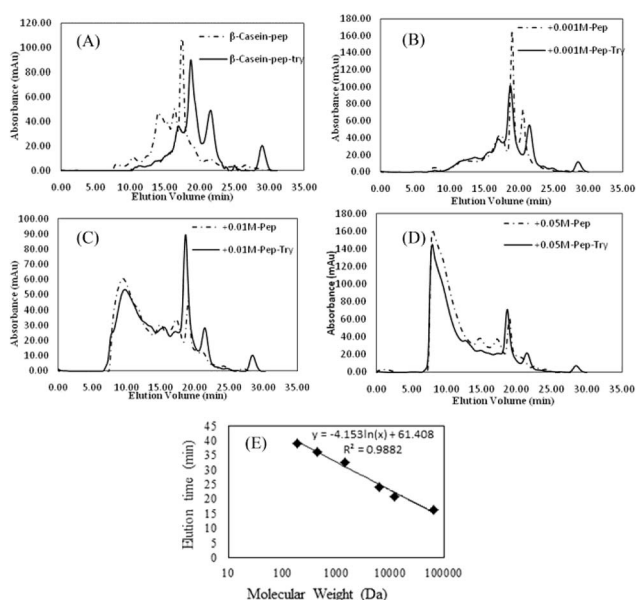 (A)
β-Casein-pep
β-Casein-pep-try
120.00
100.00
80.00
60.00
40.00
20.00
0.00
Absorbance (mAu)
0.00 5.00 10.00 15.00 20.00 25.00 30.00 35.00
Elution Volume (min)
(B)
+0.001M-Pep
+0.001M-Pep-Try
180.00
160.00
140.00
120.00
100.00
80.00
60.00
40.00
20.00
0.00
Absorbance (mAu)
0.00 5.00 10.00 15.00 20.00 25.00 30.00 35.00
Elution Volume (min)
(C)
+0.01M-Pep
+0.01M-Pep-Try
100.00
90.00
80.00
70.00
60.00
50.00
40.00
30.00
20.00
10.00
0.00
Absorbance (mAu)
0.00 5.00 10.00 15.00 20.00 25.00 30.00 35.00
Elution Volume (min)
(D)
+0.05M-Pep
+0.05M-Pep-Try
180.00
160.00
140.00
120.00
100.00
80.00
60.00
40.00
20.00
0.00
Absorbance (mAu)
0.00 5.00 10.00 15.00 20.00 25.00 30.00 35.00
Elution Volume (min)
(E)
y = -4.153ln(x) + 61.408
R² = 0.9882
45
40
35
30
25
20
15
10
5
0
Elution time (min)
10 100 1000 10000 100000
Molecular Weight (Da)